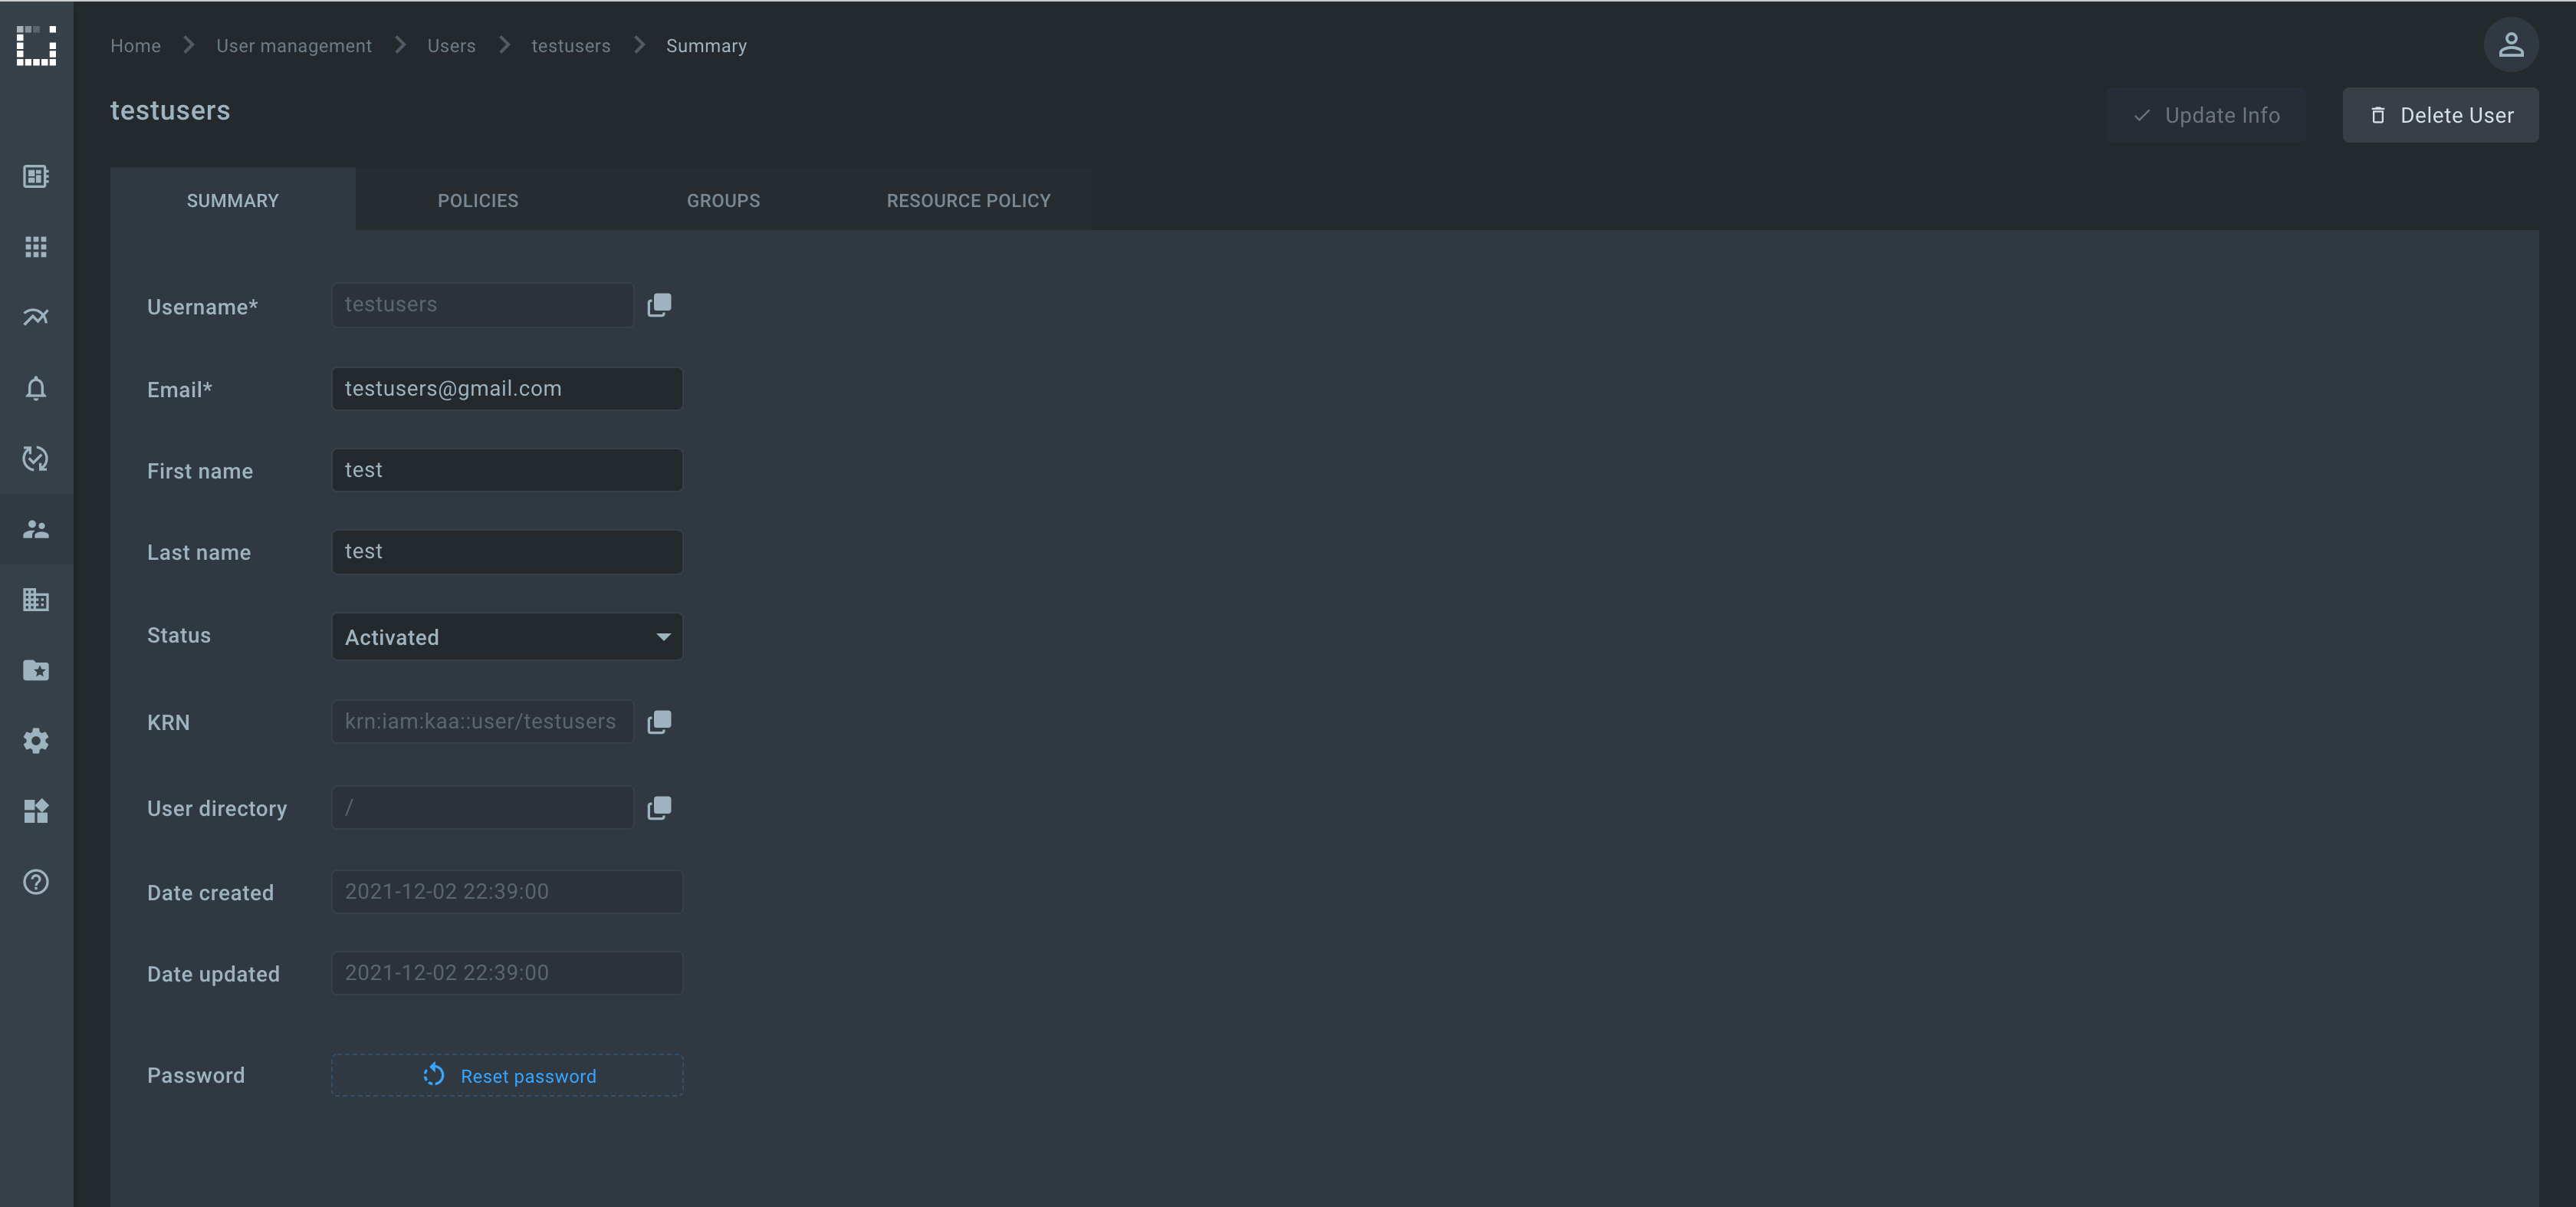 Home User management Users testusers Summary
testusers
Update Info Delete User
SUMMARY POLICIES GROUPS RESOURCE POLICY
Username* testusers
Email* testusers@gmail.com
First name test
Last name test
Status Activated
KRN krn:iam:kaa::user/testusers
User directory /
Date created 2021-12-02 22:39:00
Date updated 2021-12-02 22:39:00
Password Reset password